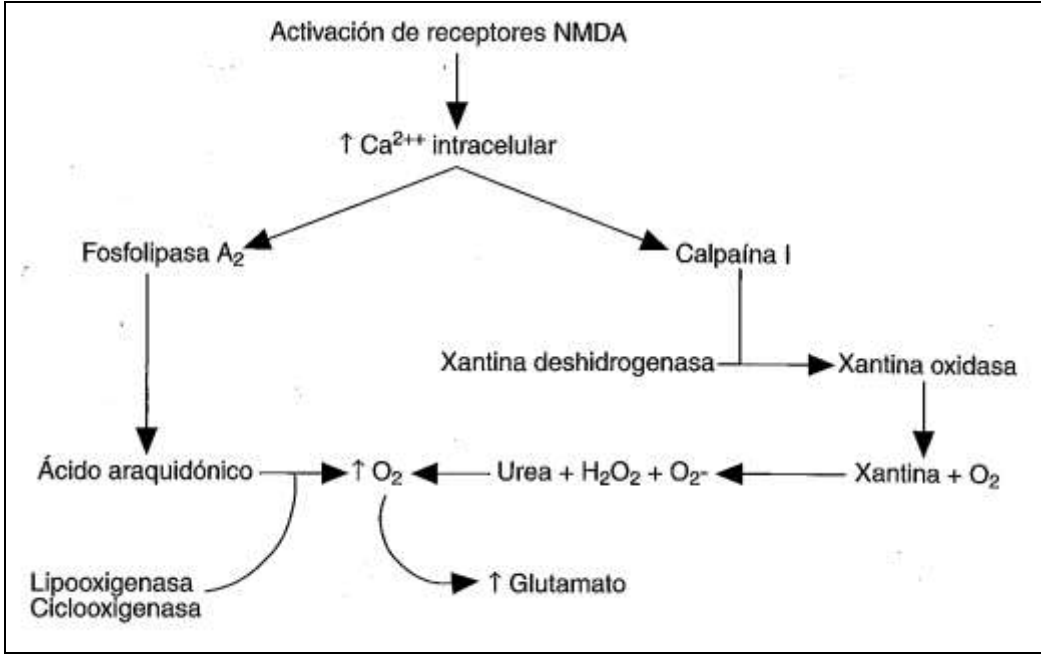 Activación de receptores NMDA
↑ Ca²⁺⁺ intracelular
Fosfolipasa A₂
Calpaína I
Xantina deshidrogenasa
Xantina oxidasa
Ácido araquidónico
↑ O₂
Urea + H₂O₂ + O₂-
Xantina + O₂
Lipooxigenasa
Ciclooxigenasa
↑ Glutamato